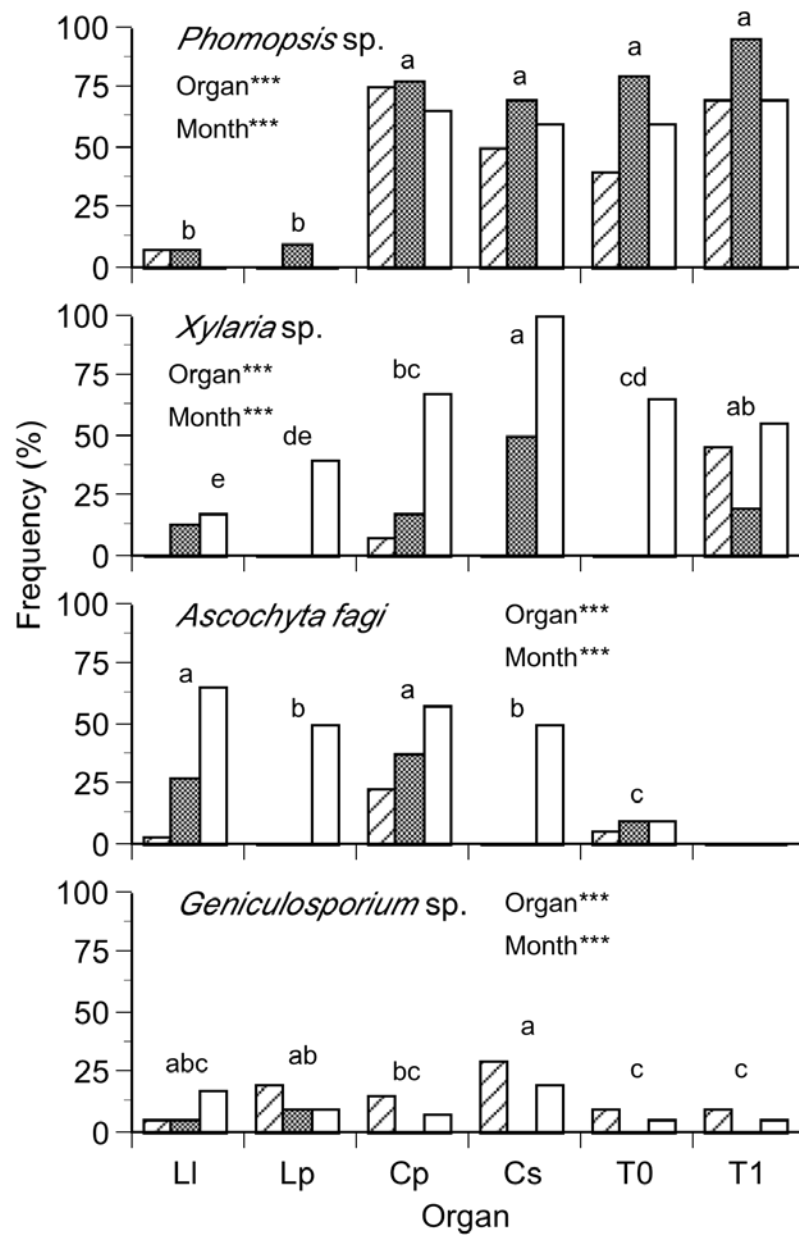 100
Phomopsis sp.
a
a
a
a
75
Organ***
Month***
50
25
b
b
0
100
Xylaria sp.
a
75
Organ***
bc
cd
ab
Month***
50
de
25
e
0
Frequency (%)
100
Ascochyta fagi
Organ***
75
Month***
a
a
50
b
b
25
c
0
100
Geniculosporium sp.
Organ***
75
Month***
50
a
25
abc
ab
bc
c
c
0
Ll Lp Cp Cs T0 T1
Organ